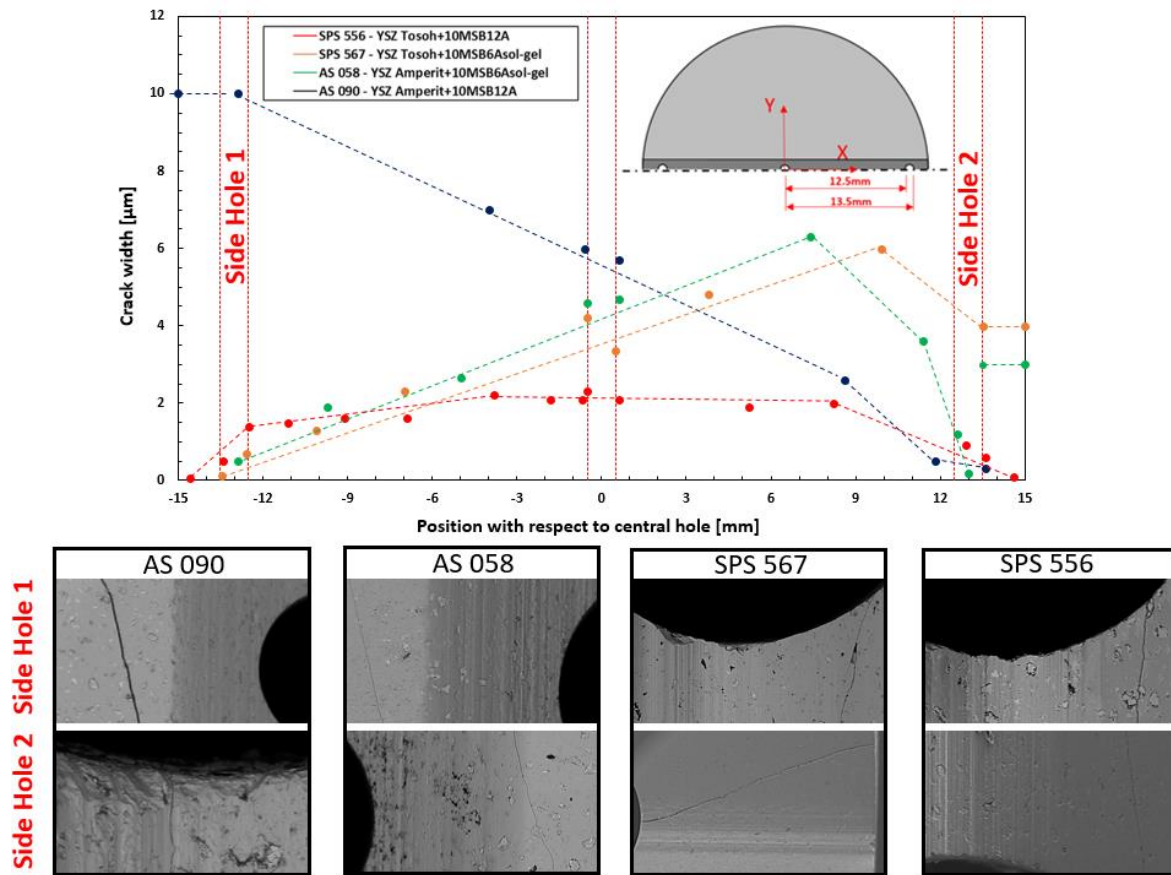 12
10
8
6
4
2
0
Crack width [µm]
-15
-12
-9
-6
-3
0
3
6
9
12
15
Position with respect to central hole [mm]
Side Hole 1
Side Hole 2
SPS 556 - YSZ Tosoh+10MSB12A
SPS 567 - YSZ Tosoh+10MSB6Asol-gel
AS 058 - YSZ Amperit+10MSB6Asol-gel
AS 090 - YSZ Amperit+10MSB12A
Y
X
12.5mm
13.5mm
AS 090
AS 058
SPS 567
SPS 556
Side Hole 1
Side Hole 2